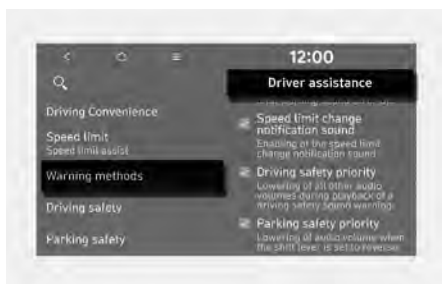 12:00
Driver assistance
Driving Convenience
Speed limit
Speed limit assist
Warning methods
Driving safety
Parking safety
Speed limit change
notification sound
Enabling of the speed limit
change notification sound
Driving safety priority
Lowering of all other audio
volumes during playback of a
driving safety sound warning.
Parking safety priority
Lowering of audio volume when
the shift lever is set to reverse